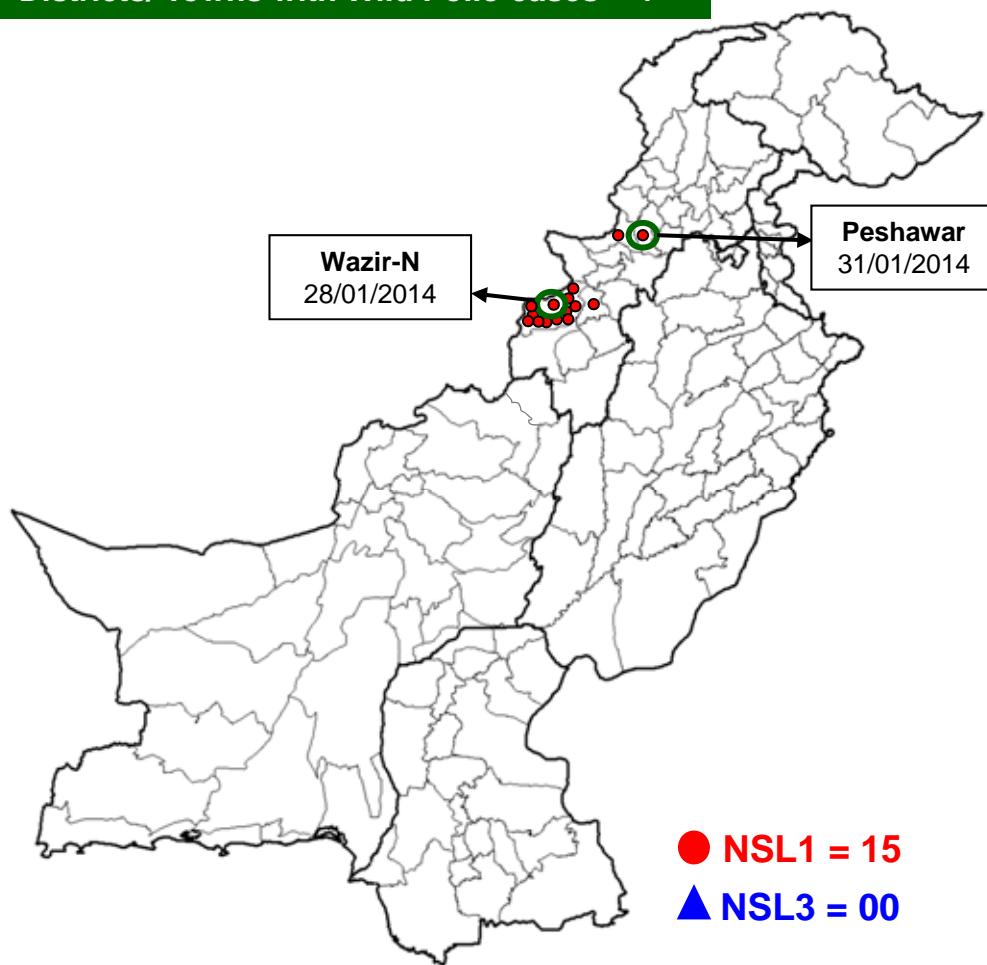 Peshawar
31/01/2014
Wazir-N
28/01/2014
NSL1 = 15
NSL3 = 00